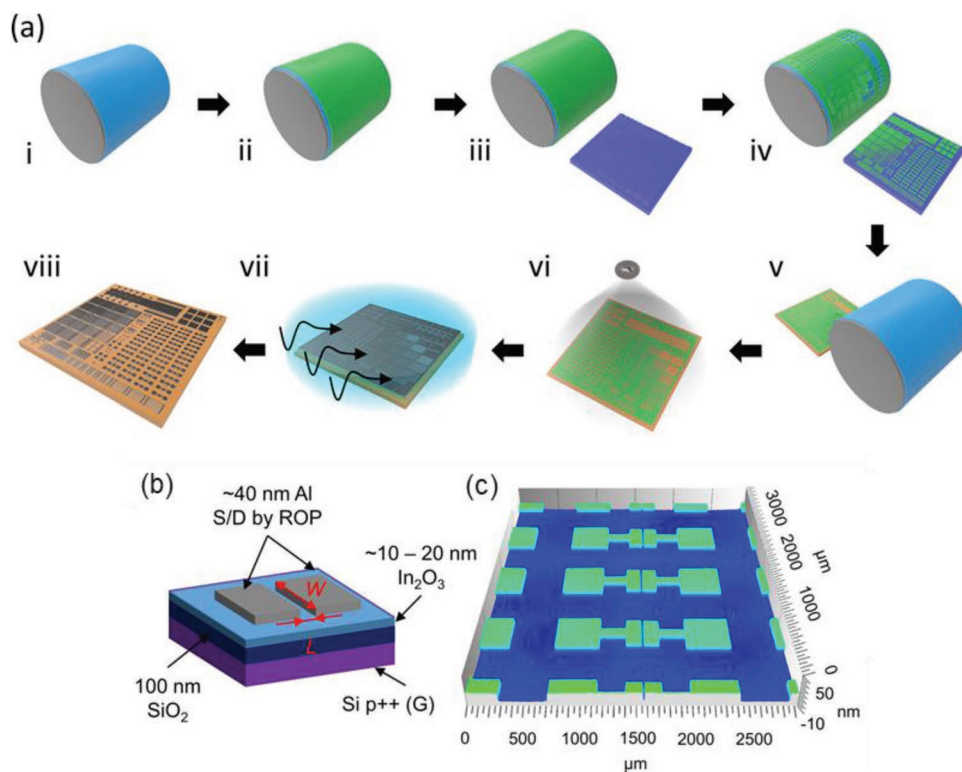 (a)
i
ii
iii
iv
viii
vii
vi
v
(b)
~40 nm Al
S/D by ROP
~10 – 20 nm
In₂O₃
W
L
100 nm
SiO₂
Si p++ (G)
(c)
3000
2000
μm
1000
0
50
-10
nm
0
500
1000
1500
2000
2500
μm